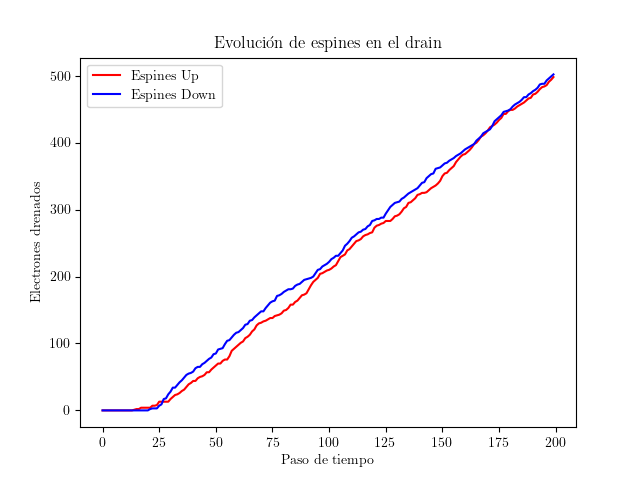 Evolución de espines en el drain
Espines Up
Espines Down
Electrones drenados
500
400
300
200
100
0
0 25 50 75 100 125 150 175 200
Paso de tiempo